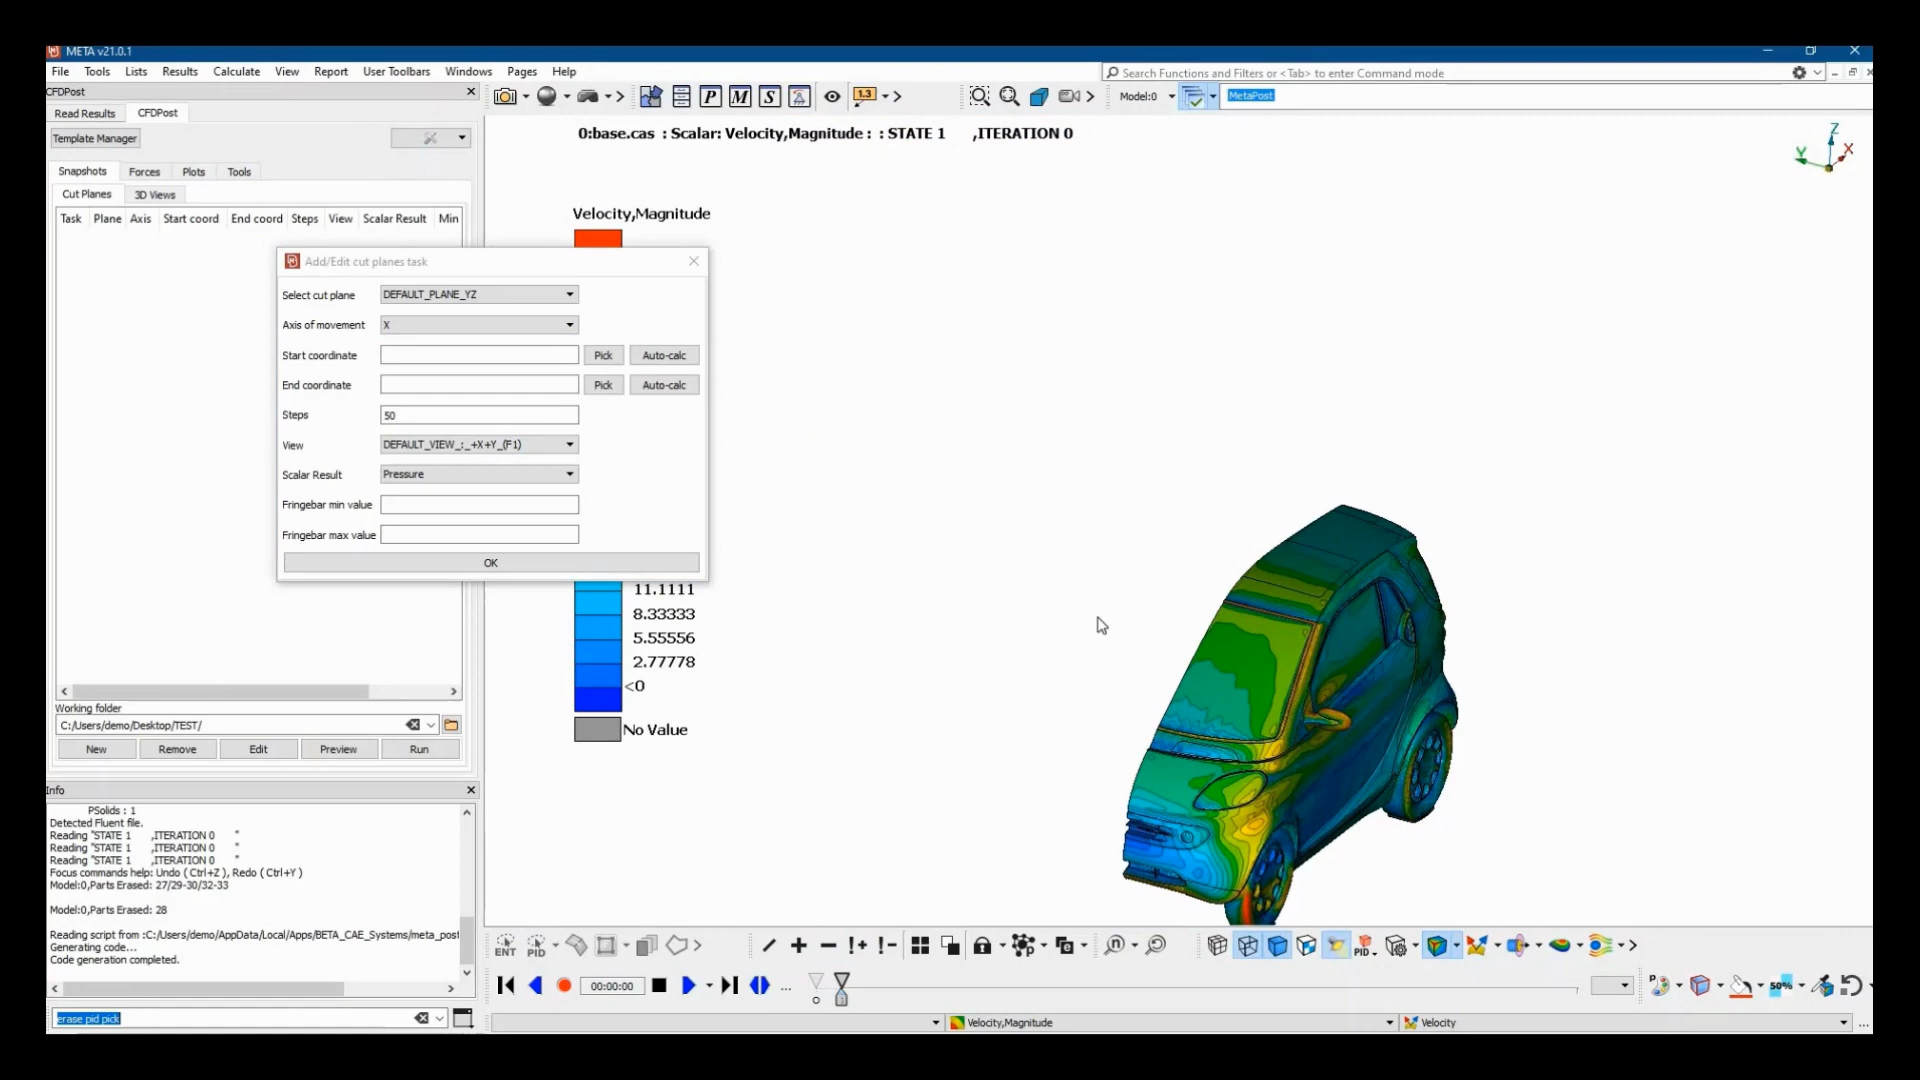 META v21.0.1
File Tools Lists Results Calculate View Report User Toolbars Windows Pages Help
Search Functions and Filters or <Tab> to enter Command mode
CFDPost
Read Results CFDPost
P M S 1.3 Model:0 MetaPost
Template Manager
0:base.cas : Scalar: Velocity,Magnitude : : STATE 1 ,ITERATION 0
Z
Y X
Snapshots Forces Plots Tools
Cut Planes 3D Views
Task Plane Axis Start coord End coord Steps View Scalar Result Min
Velocity,Magnitude
Add/Edit cut planes task
Select cut plane DEFAULT_PLANE_YZ
Axis of movement X
Start coordinate Pick Auto-calc
End coordinate Pick Auto-calc
Steps 50
View DEFAULT_VIEW_:_+X+Y_(F1)
Scalar Result Pressure
Fringebar min value
Fringebar max value
OK
11.1111
8.33333
5.55556
2.77778
<0
No Value
Working folder
C:/Users/demo/Desktop/TEST/
New Remove Edit Preview Run
Info
PSolids : 1
Detected Fluent file.
Reading "STATE 1 ,ITERATION 0 "
Reading "STATE 1 ,ITERATION 0 "
Reading "STATE 1 ,ITERATION 0 "
Focus commands help: Undo ( Ctrl+Z ), Redo ( Ctrl+Y )
Model:0,Parts Erased: 27/29-30/32-33
Model:0,Parts Erased: 28
Reading script from :C:/Users/demo/AppData/Local/Apps/BETA_CAE_Systems/meta_post
Generating code...
Code generation completed.
ENT PID PID
00:00:00 ... 50%
erase pid pick
Velocity,Magnitude Velocity ...